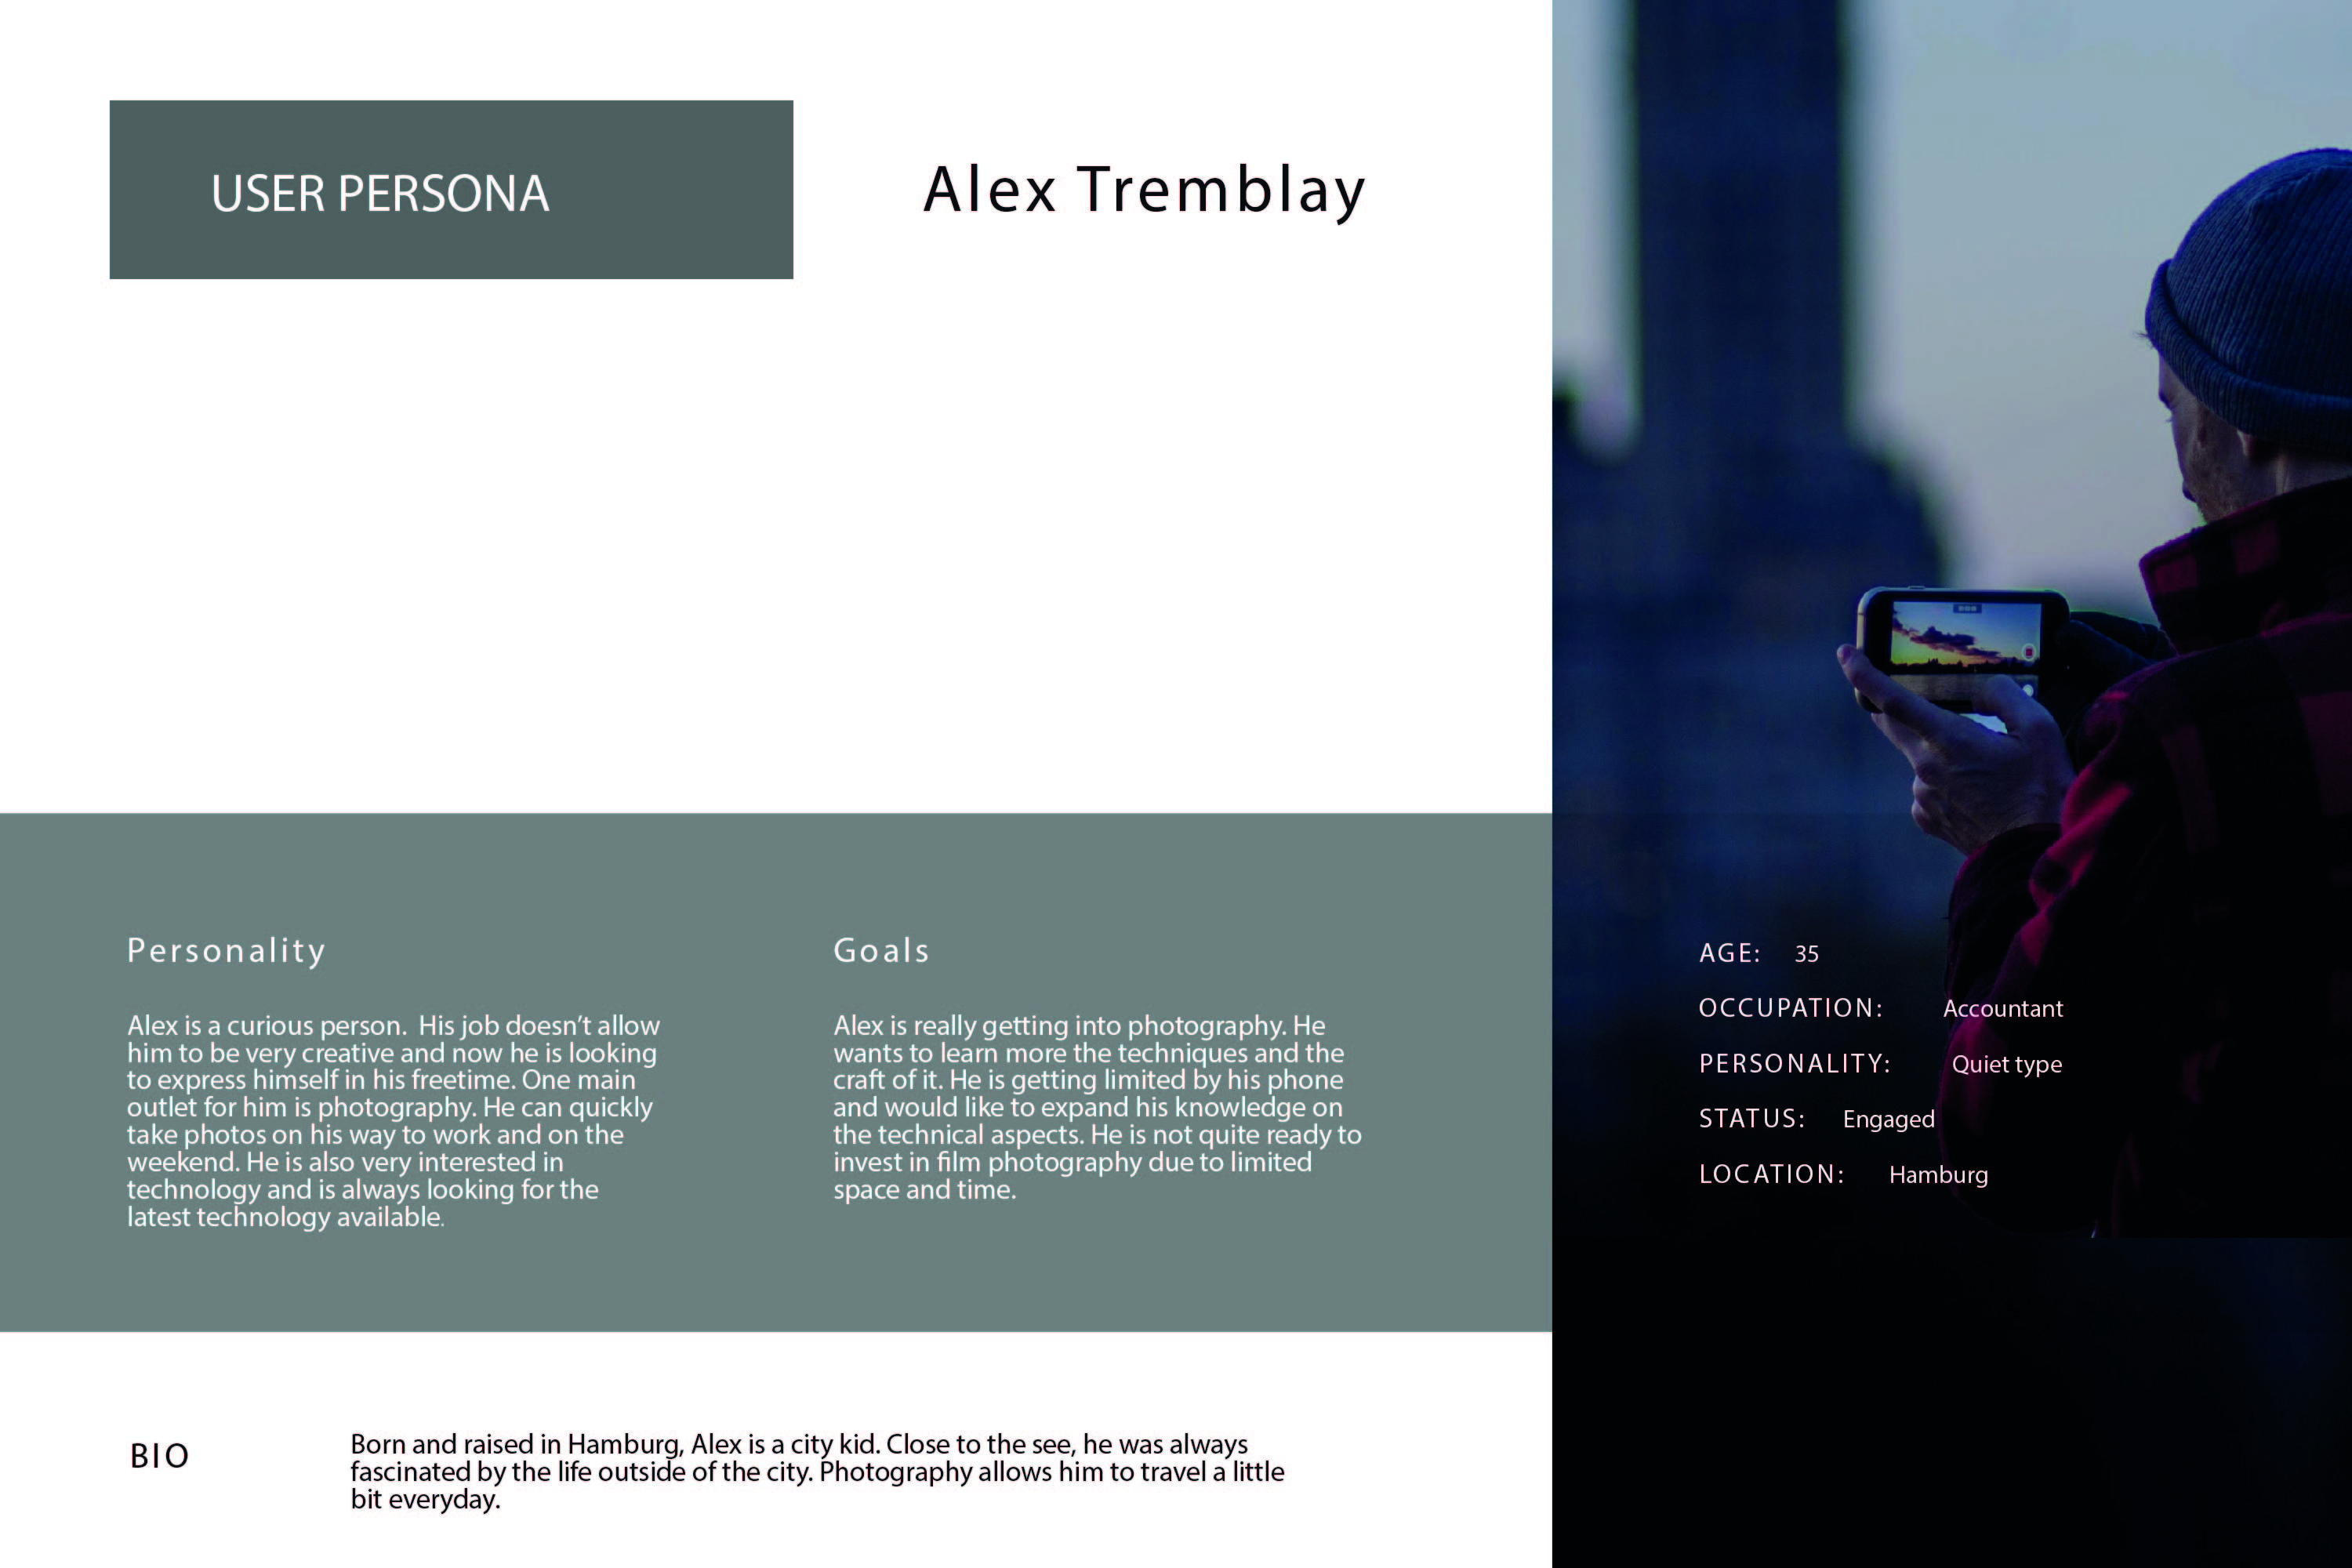 USER PERSONA
Alex Tremblay
Personality
Alex is a curious person.  His job doesn’t allow
him to be very creative and now he is looking
to express himself in his freetime. One main
outlet for him is photography. He can quickly
take photos on his way to work and on the
weekend. He is also very interested in
technology and is always looking for the
latest technology available.
Goals
Alex is really getting into photography. He
wants to learn more the techniques and the
craft of it. He is getting limited by his phone
and would like to expand his knowledge on
the technical aspects. He is not quite ready to
invest in film photography due to limited
space and time.
AGE: 35
OCCUPATION: Accountant
PERSONALITY: Quiet type
STATUS: Engaged
LOCATION: Hamburg
BIO
Born and raised in Hamburg, Alex is a city kid. Close to the see, he was always
fascinated by the life outside of the city. Photography allows him to travel a little
bit everyday.